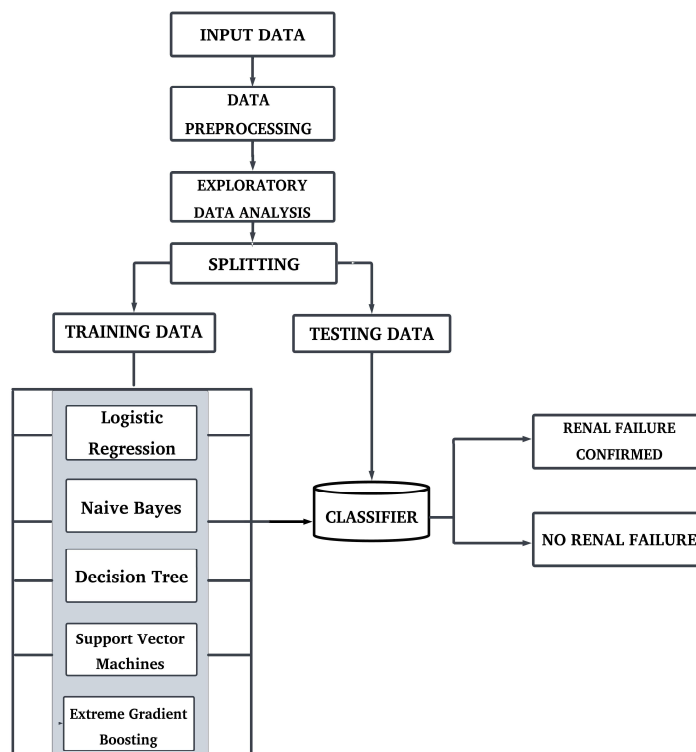 INPUT DATA
DATA
PREPROCESSING
EXPLORATORY
DATA ANALYSIS
SPLITTING
TRAINING DATA
TESTING DATA
Logistic
Regression
Naive Bayes
Decision Tree
Support Vector
Machines
Extreme Gradient
Boosting
CLASSIFIER
RENAL FAILURE
CONFIRMED
NO RENAL FAILURE